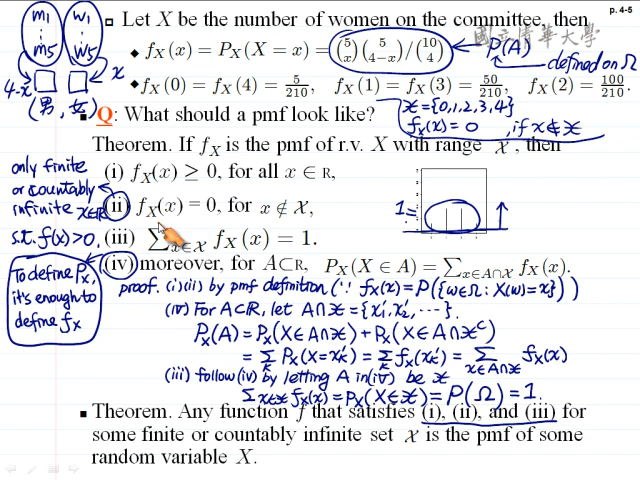 p. 4-5
m1 ⋮ m5
w1 ⋮ w5
4-x
x
(男, 女)
國立清華大學
▪ Let X be the number of women on the committee, then
◆ f_X(x) = P_X(X = x) = (5 x)(5 4−x)/(10 4)
P(A)
defined on Ω
◆ f_X(0) = f_X(4) = 5/210, f_X(1) = f_X(3) = 50/210, f_X(2) = 100/210.
▪ Q: What should a pmf look like?
𝒳={0,1,2,3,4}
f_X(x)=0, if x∉𝒳
Theorem. If f_X is the pmf of r.v. X with range 𝒳, then
only finite
or countably
infinite x∈R
s.t. f(x)>0.
(i) f_X(x) ≥ 0, for all x ∈ R,
(ii) f_X(x) = 0, for x ∉ 𝒳,
(iii) ∑_{x∈𝒳} f_X(x) = 1.
1=
(iv) moreover, for A⊂R, P_X(X ∈ A) = ∑_{x∈A∩𝒳} f_X(x).
To define P_X,
it's enough to
define f_X
proof. (i)(ii) by pmf definition (∵ f_X(x)=P({ω∈Ω: X(ω)=x}))
(iv) For A⊂R, let A∩𝒳={x₁', x₂', ⋯}.
P_X(A) = P_X(X∈A∩𝒳) + P_X(X∈A∩𝒳^c)
= ∑_k P_X(X=x_k') = ∑_k f_X(x_k') = ∑_{x∈A∩𝒳} f_X(x)
(iii) follow (iv) by letting A in (iv) be 𝒳
∑_{x∈𝒳} f_X(x) = P_X(X∈𝒳) = P(Ω) = 1.
▪ Theorem. Any function f that satisfies (i), (ii), and (iii) for
some finite or countably infinite set 𝒳 is the pmf of some
random variable X.